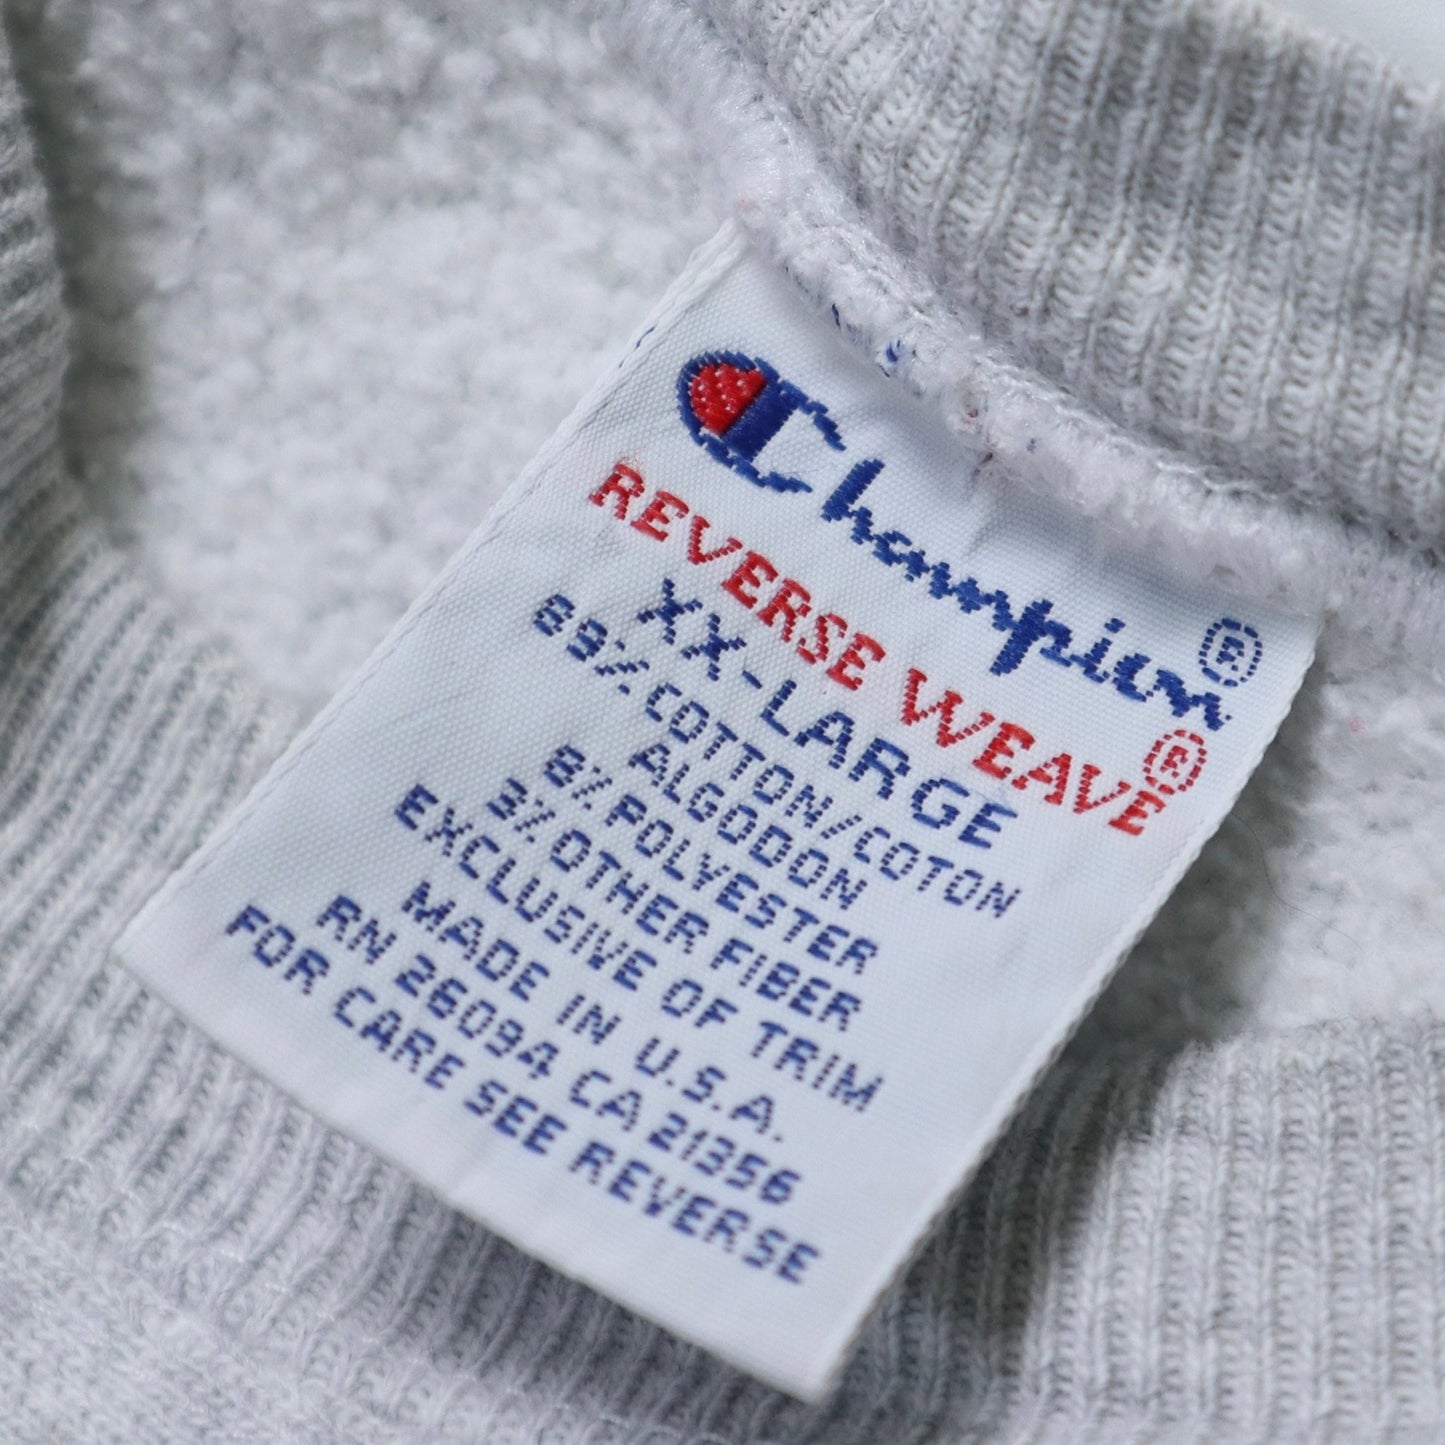 Champion®
REVERSE WEAVE®
XX-LARGE
89% COTTON/COTON
ALGODON
8% POLYESTER
3% OTHER FIBER
EXCLUSIVE OF TRIM
MADE IN U.S.A.
RN 26094 CA 21356
FOR CARE SEE REVERSE